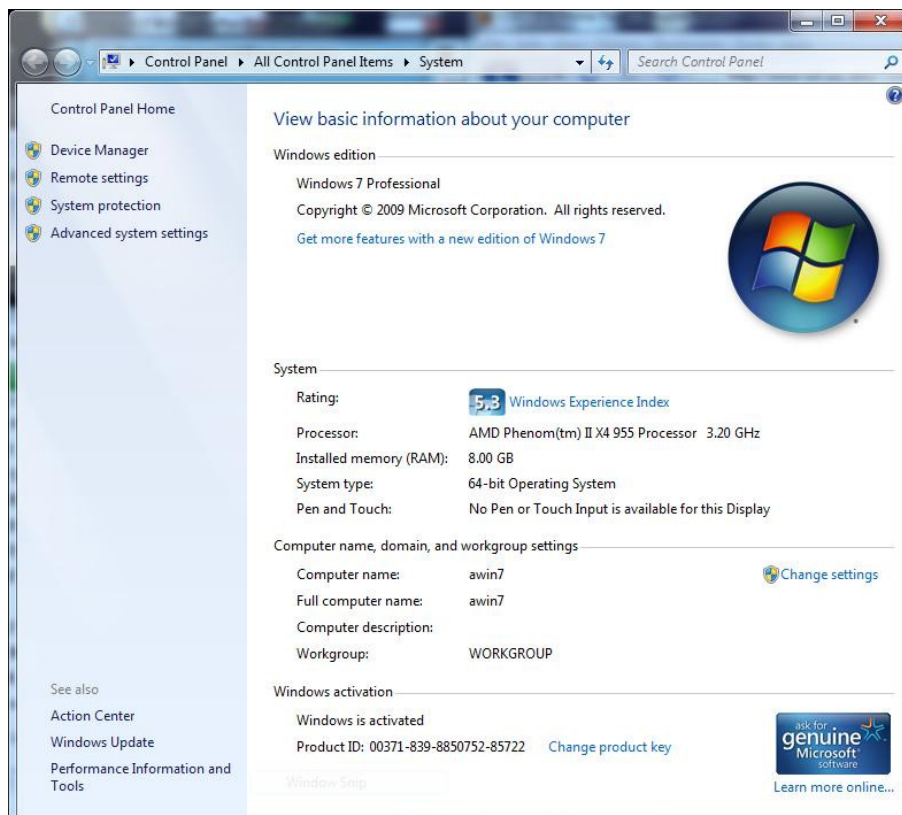 Control Panel ▸ All Control Panel Items ▸ System
Search Control Panel
Control Panel Home
Device Manager
Remote settings
System protection
Advanced system settings
See also
Action Center
Windows Update
Performance Information and
Tools
View basic information about your computer
Windows edition
Windows 7 Professional
Copyright © 2009 Microsoft Corporation. All rights reserved.
Get more features with a new edition of Windows 7
System
Rating: 5.3 Windows Experience Index
Processor: AMD Phenom(tm) II X4 955 Processor 3.20 GHz
Installed memory (RAM): 8.00 GB
System type: 64-bit Operating System
Pen and Touch: No Pen or Touch Input is available for this Display
Computer name, domain, and workgroup settings
Computer name: awin7
Change settings
Full computer name: awin7
Computer description:
Workgroup: WORKGROUP
Windows activation
Windows is activated
Product ID: 00371-839-8850752-85722 Change product key
ask for
genuine
Microsoft
software
Learn more online...
Window Snip